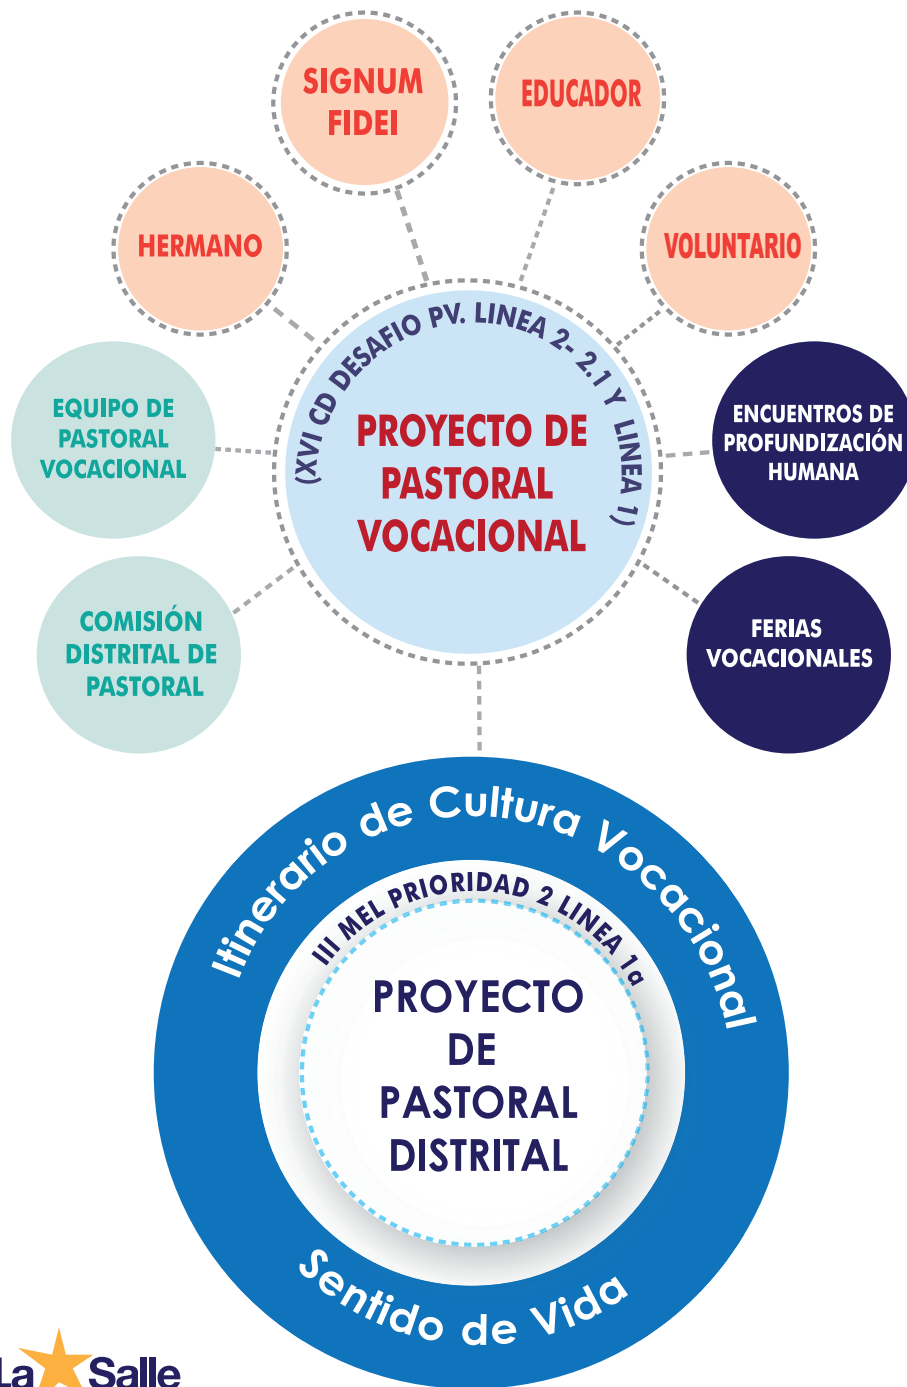 SIGNUM
FIDEI
EDUCADOR
HERMANO
VOLUNTARIO
(XVI CD DESAFIO PV. LINEA 2- 2.1 Y LINEA 1)
PROYECTO DE
PASTORAL
VOCACIONAL
EQUIPO DE
PASTORAL
VOCACIONAL
ENCUENTROS DE
PROFUNDIZACIÓN
HUMANA
COMISIÓN
DISTRITAL DE
PASTORAL
FERIAS
VOCACIONALES
Itinerario de Cultura Vocacional
III MEL PRIORIDAD 2 LINEA 1a
PROYECTO
DE
PASTORAL
DISTRITAL
Sentido de Vida
La Salle